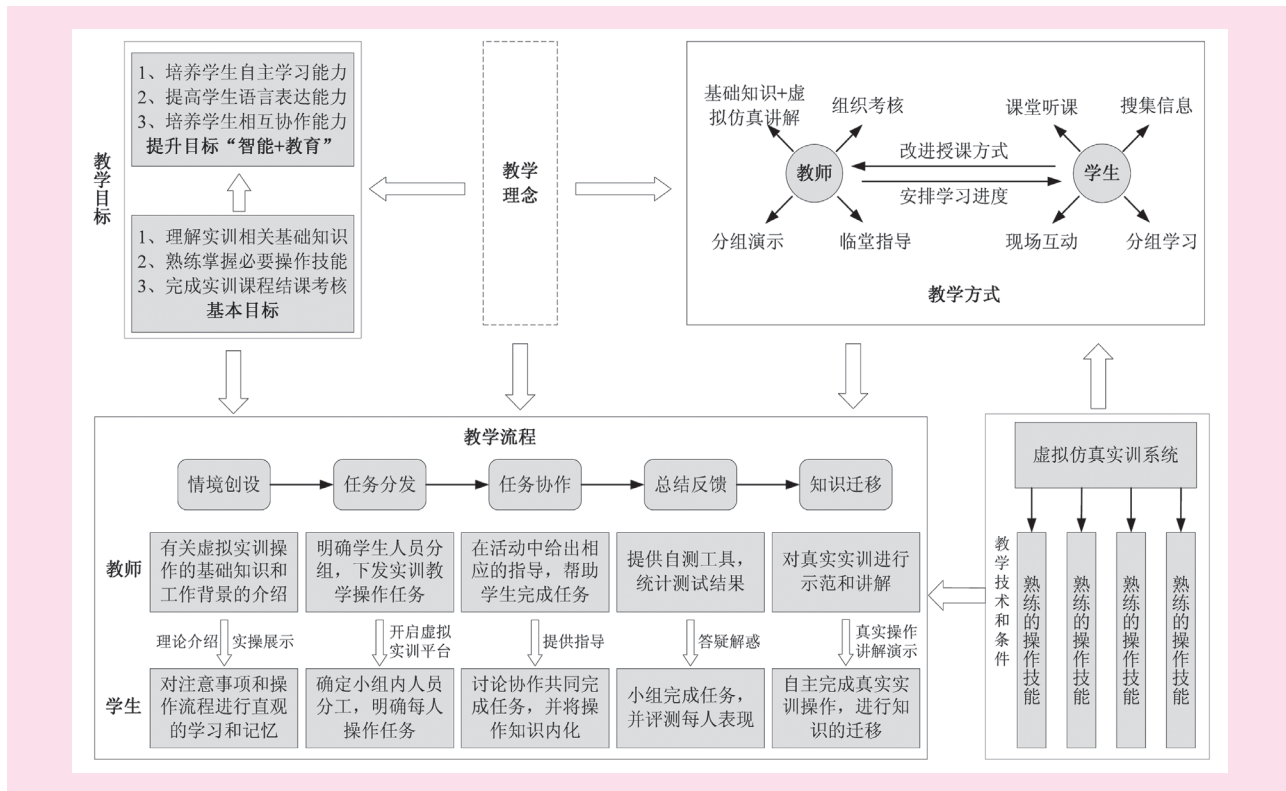 教学目标
1、培养学生自主学习能力
2、提高学生语言表达能力
3、培养学生相互协作能力
提升目标“智能+教育”
1、理解实训相关基础知识
2、熟练掌握必要操作技能
3、完成实训课程结课考核
基本目标
教学
理念
基础知识+虚
拟仿真讲解
组织考核
教师
分组演示
临堂指导
改进授课方式
安排学习进度
课堂听课
搜集信息
学生
现场互动
分组学习
教学方式
教学流程
情境创设
任务分发
任务协作
总结反馈
知识迁移
教师
有关虚拟实训操
作的基础知识和
工作背景的介绍
明确学生人员分
组，下发实训教
学操作任务
在活动中给出相
应的指导，帮助
学生完成任务
提供自测工具，
统计测试结果
对真实实训进行
示范和讲解
理论介绍
实操展示
开启虚拟
实训平台
提供指导
答疑解惑
真实操作
讲解演示
学生
对注意事项和操
作流程进行直观
的学习和记忆
确定小组内人员
分工，明确每人
操作任务
讨论协作共同完
成任务，并将操
作知识内化
小组完成任务，
并评测每人表现
自主完成真实实
训操作，进行知
识的迁移
虚拟仿真实训系统
教学技术和条件
熟练的操作技能
熟练的操作技能
熟练的操作技能
熟练的操作技能